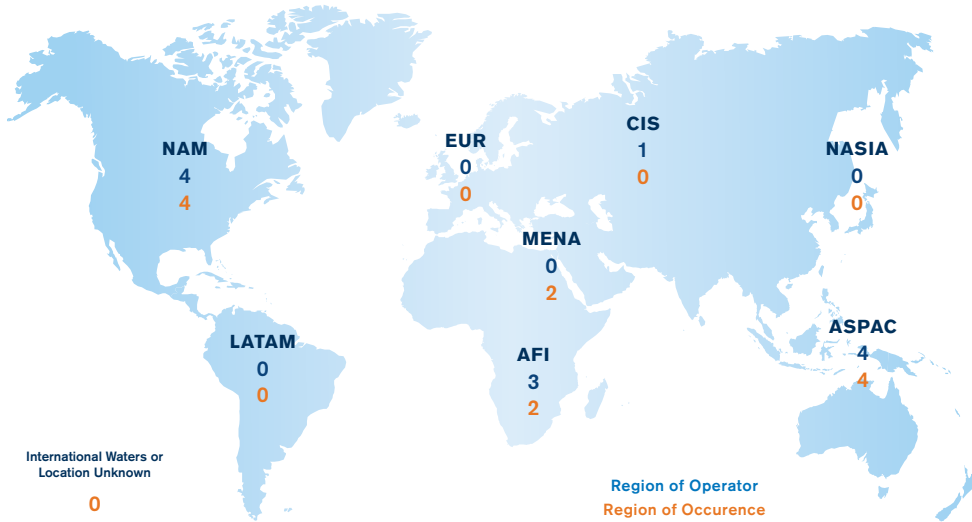 NAM
4
4
EUR
0
0
CIS
1
0
NASIA
0
0
MENA
0
2
LATAM
0
0
AFI
3
2
ASPAC
4
4
International Waters or
Location Unknown
0
Region of Operator
Region of Occurence